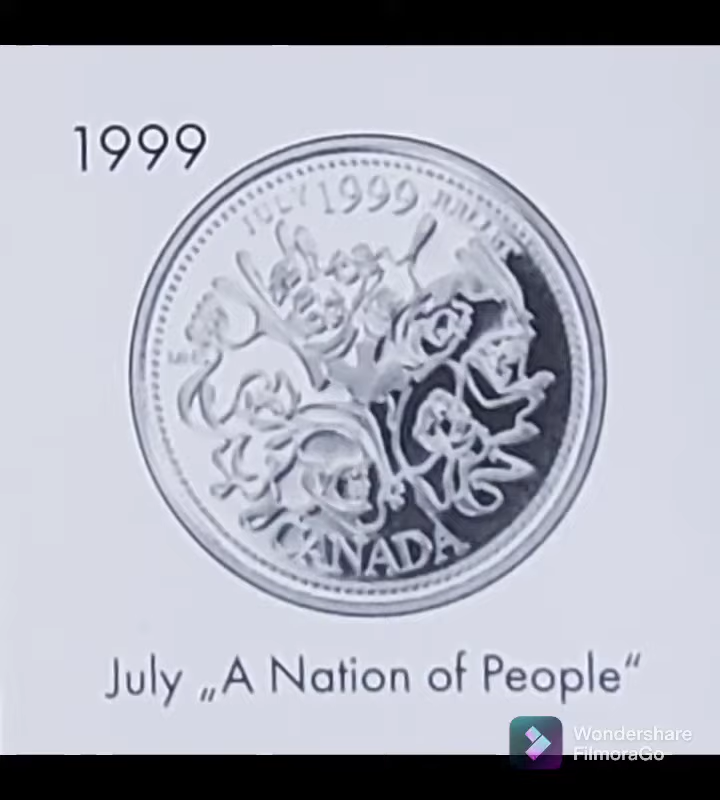 1999
JULY 1999 JUILLET
CANADA
July „A Nation of People“
Wondershare
FilmoraGo